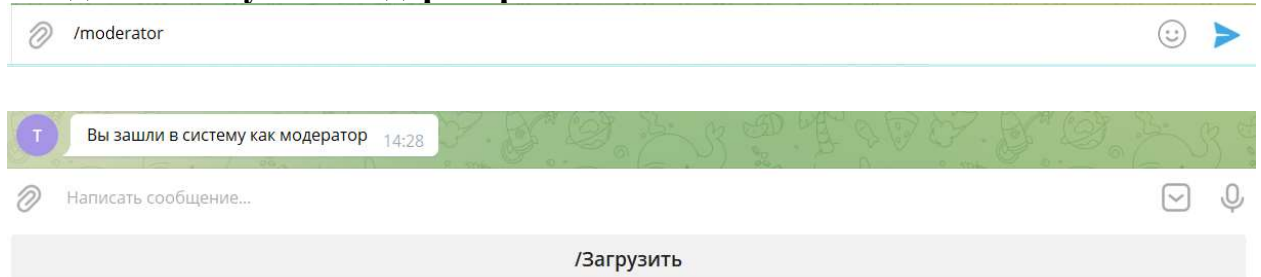 /moderator
Т
Вы зашли в систему как модератор 14:28
Написать сообщение...
/Загрузить